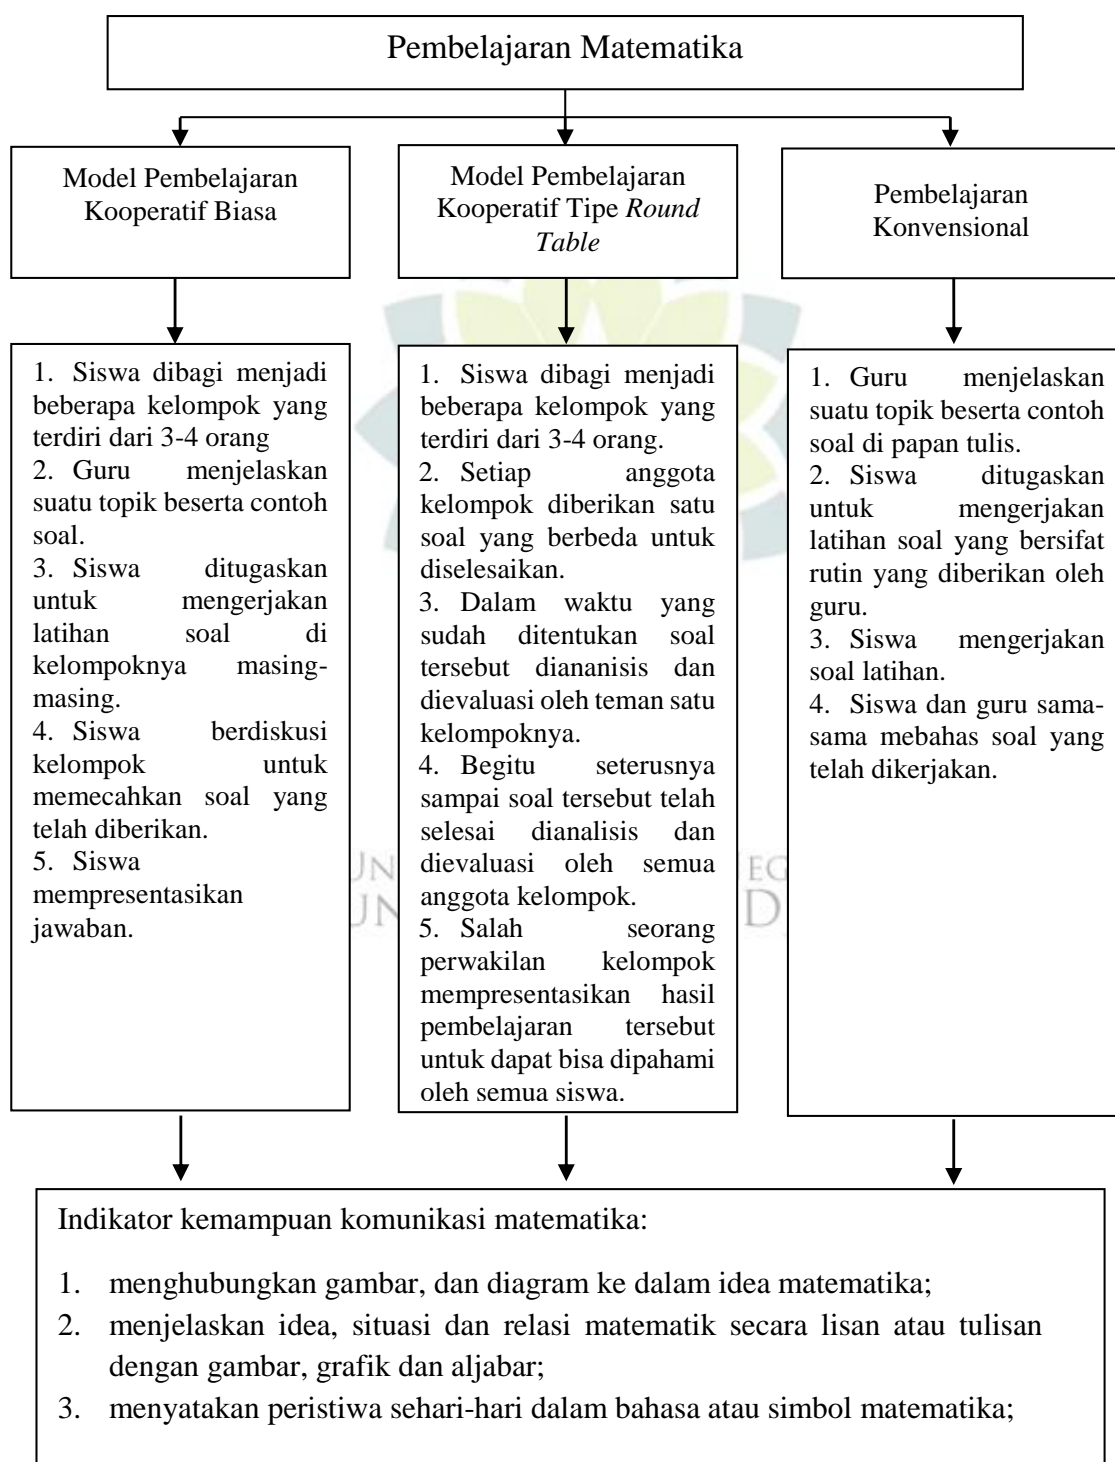 Pembelajaran Matematika
Model Pembelajaran
Kooperatif Biasa
Model Pembelajaran
Kooperatif Tipe Round
Table
Pembelajaran
Konvensional
1. Siswa dibagi menjadi
beberapa kelompok yang
terdiri dari 3-4 orang
2. Guru menjelaskan
suatu topik beserta contoh
soal.
3. Siswa ditugaskan
untuk mengerjakan
latihan soal di
kelompoknya masing-
masing.
4. Siswa berdiskusi
kelompok untuk
memecahkan soal yang
telah diberikan.
5. Siswa
mempresentasikan
jawaban.
1. Siswa dibagi menjadi
beberapa kelompok yang
terdiri dari 3-4 orang.
2. Setiap anggota
kelompok diberikan satu
soal yang berbeda untuk
diselesaikan.
3. Dalam waktu yang
sudah ditentukan soal
tersebut diananisis dan
dievaluasi oleh teman satu
kelompoknya.
4. Begitu seterusnya
sampai soal tersebut telah
selesai dianalisis dan
dievaluasi oleh semua
anggota kelompok.
5. Salah seorang
perwakilan kelompok
mempresentasikan hasil
pembelajaran tersebut
untuk dapat bisa dipahami
oleh semua siswa.
1. Guru menjelaskan
suatu topik beserta contoh
soal di papan tulis.
2. Siswa ditugaskan
untuk mengerjakan
latihan soal yang bersifat
rutin yang diberikan oleh
guru.
3. Siswa mengerjakan
soal latihan.
4. Siswa dan guru sama-
sama mebahas soal yang
telah dikerjakan.
Indikator kemampuan komunikasi matematika:
1. menghubungkan gambar, dan diagram ke dalam idea matematika;
2. menjelaskan idea, situasi dan relasi matematik secara lisan atau tulisan
dengan gambar, grafik dan aljabar;
3. menyatakan peristiwa sehari-hari dalam bahasa atau simbol matematika;